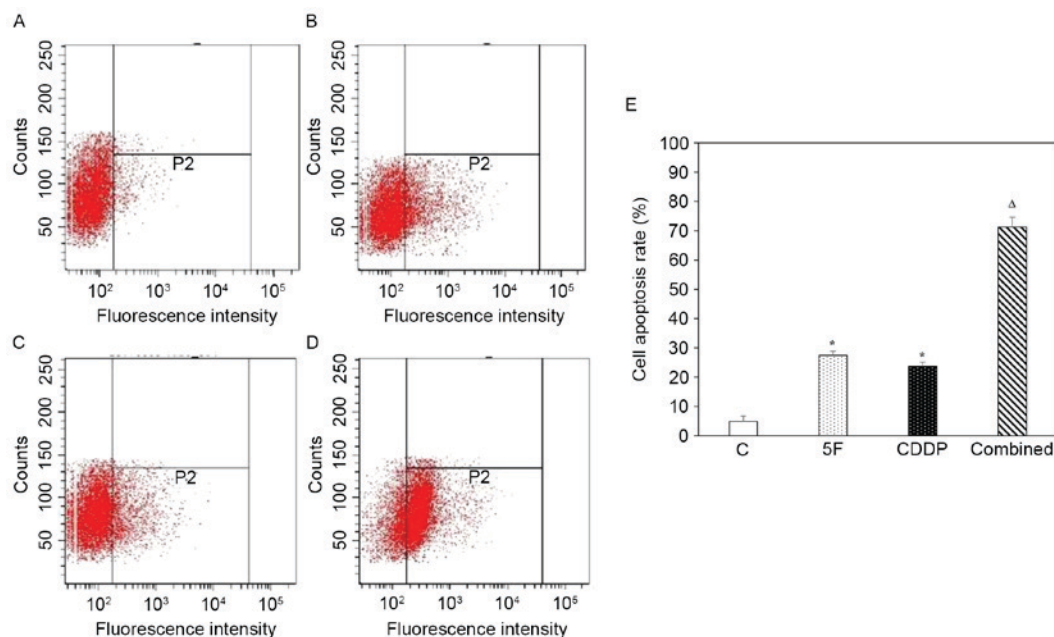 A
250
200
150
100
50
Counts
P2
10² 10³ 10⁴ 10⁵
Fluorescence intensity
B
250
200
150
100
50
Counts
P2
10² 10³ 10⁴ 10⁵
Fluorescence intensity
C
250
200
150
100
50
Counts
P2
10² 10³ 10⁴ 10⁵
Fluorescence intensity
D
250
200
150
100
50
Counts
P2
10² 10³ 10⁴ 10⁵
Fluorescence intensity
E
Cell apoptosis rate (%)
100
90
80
70
60
50
40
30
20
10
0
* * Δ
C 5F CDDP Combined